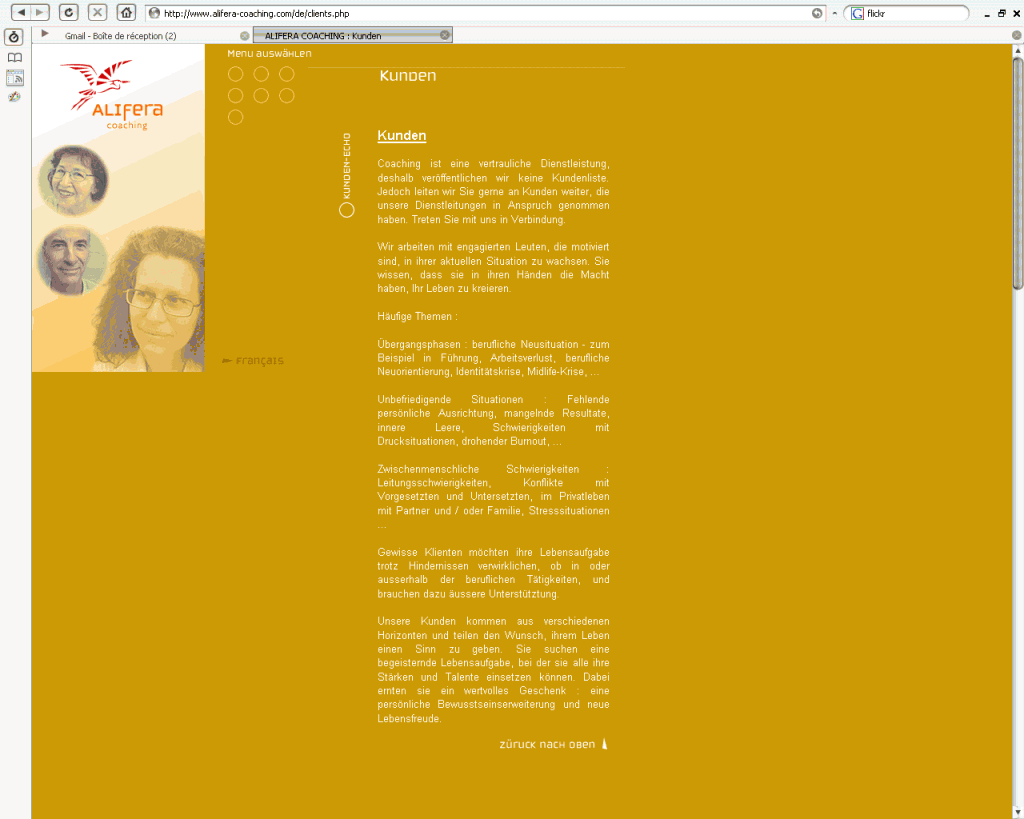 http://www.alifera-coaching.com/de/clients.php
flickr
Gmail - Boîte de réception (2)
ALIFERA COACHING : Kunden
ALIFera
coaching
Menu auswählen
Kunden
KUNDEN-ECHO
Kunden
Coaching ist eine vertrauliche Dienstleistung,
deshalb veröffentlichen wir keine Kundenliste.
Jedoch leiten wir Sie gerne an Kunden weiter, die
unsere Dienstleitungen in Anspruch genommen
haben. Treten Sie mit uns in Verbindung.
Wir arbeiten mit engagierten Leuten, die motiviert
sind, in ihrer aktuellen Situation zu wachsen. Sie
wissen, dass sie in ihren Händen die Macht
haben, Ihr Leben zu kreieren.
Häufige Themen :
Übergangsphasen : berufliche Neusituation - zum
Beispiel in Führung, Arbeitsverlust, berufliche
Neuorientierung, Identitätskrise, Midlife-Krise, ...
Unbefriedigende Situationen : Fehlende
persönliche Ausrichtung, mangelnde Resultate,
innere Leere, Schwierigkeiten mit
Drucksituationen, drohender Burnout, ...
Zwischenmenschliche Schwierigkeiten :
Leitungsschwierigkeiten, Konflikte mit
Vorgesetzten und Untersetzten, im Privatleben
mit Partner und / oder Familie, Stresssituationen
...
Gewisse Klienten möchten ihre Lebensaufgabe
trotz Hindernissen verwirklichen, ob in oder
ausserhalb der beruflichen Tätigkeiten, und
brauchen dazu äussere Unterstütztung.
Unsere Kunden kommen aus verschiedenen
Horizonten und teilen den Wunsch, ihrem Leben
einen Sinn zu geben. Sie suchen eine
begeisternde Lebensaufgabe, bei der sie alle ihre
Stärken und Talente einsetzen können. Dabei
ernten sie ein wertvolles Geschenk : eine
persönliche Bewusstseinserweiterung und neue
Lebensfreude.
Français
züruck nach oben